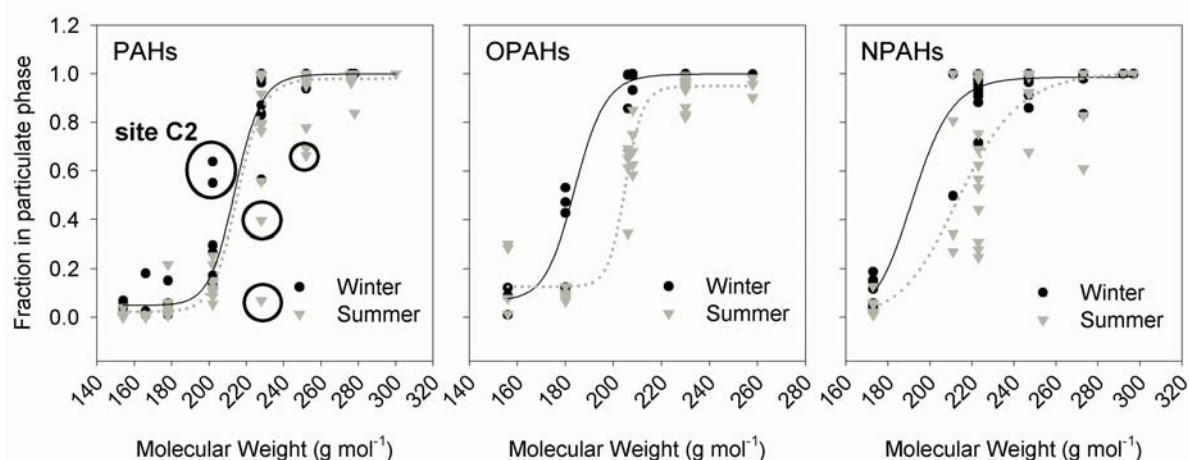 Fraction in particulate phase
1.2
1.0
0.8
0.6
0.4
0.2
0.0
PAHs
site C2
Winter
Summer
140 160 180 200 220 240 260 280 300 320
Molecular Weight (g mol⁻¹)
OPAHs
Winter
Summer
140 160 180 200 220 240 260 280
Molecular Weight (g mol⁻¹)
NPAHs
Winter
Summer
160 180 200 220 240 260 280 300 320
Molecular Weight (g mol⁻¹)